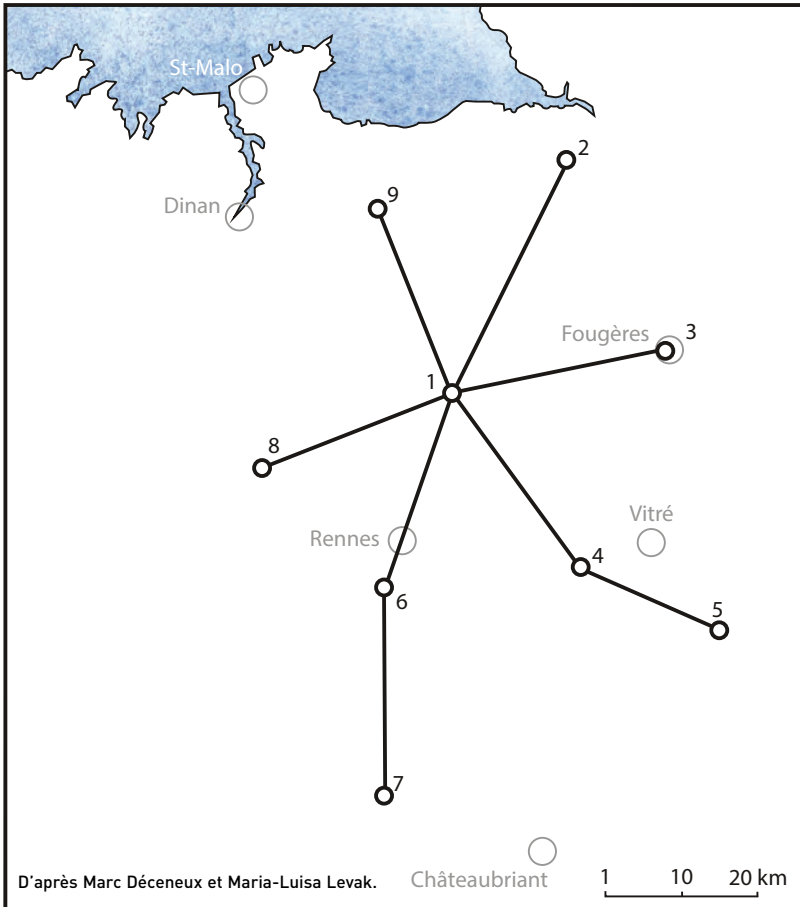 St-Malo
2
Dinan
9
Fougères
3
1
8
Vitré
Rennes
4
6
5
7
D'après Marc Déceneux et Maria-Luisa Levak.
Châteaubriant
1 10 20 km